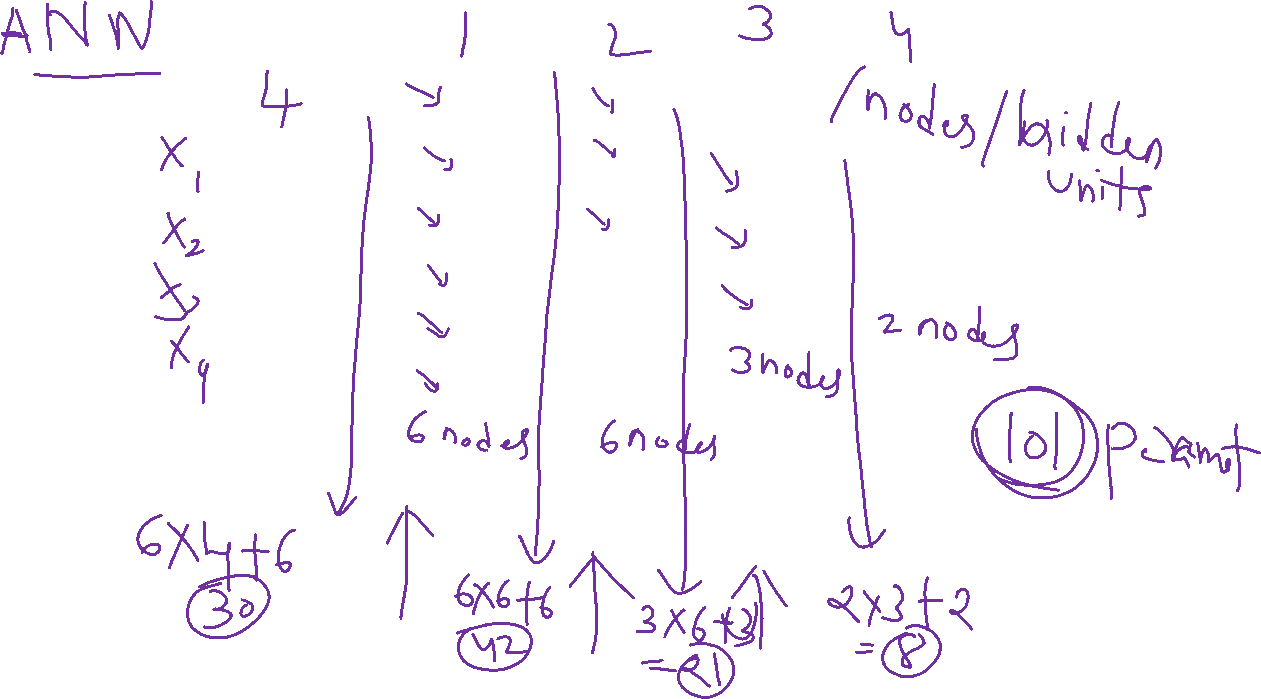 ANN
1 2 3 4
4
/nodes/hidden
units
X1
X2
X3
X4
2 nodes
3 nodes
6 nodes
6 nodes
101
6X4+6
30
6X6+6
42
3X6+3
=21
2X3+2
=8